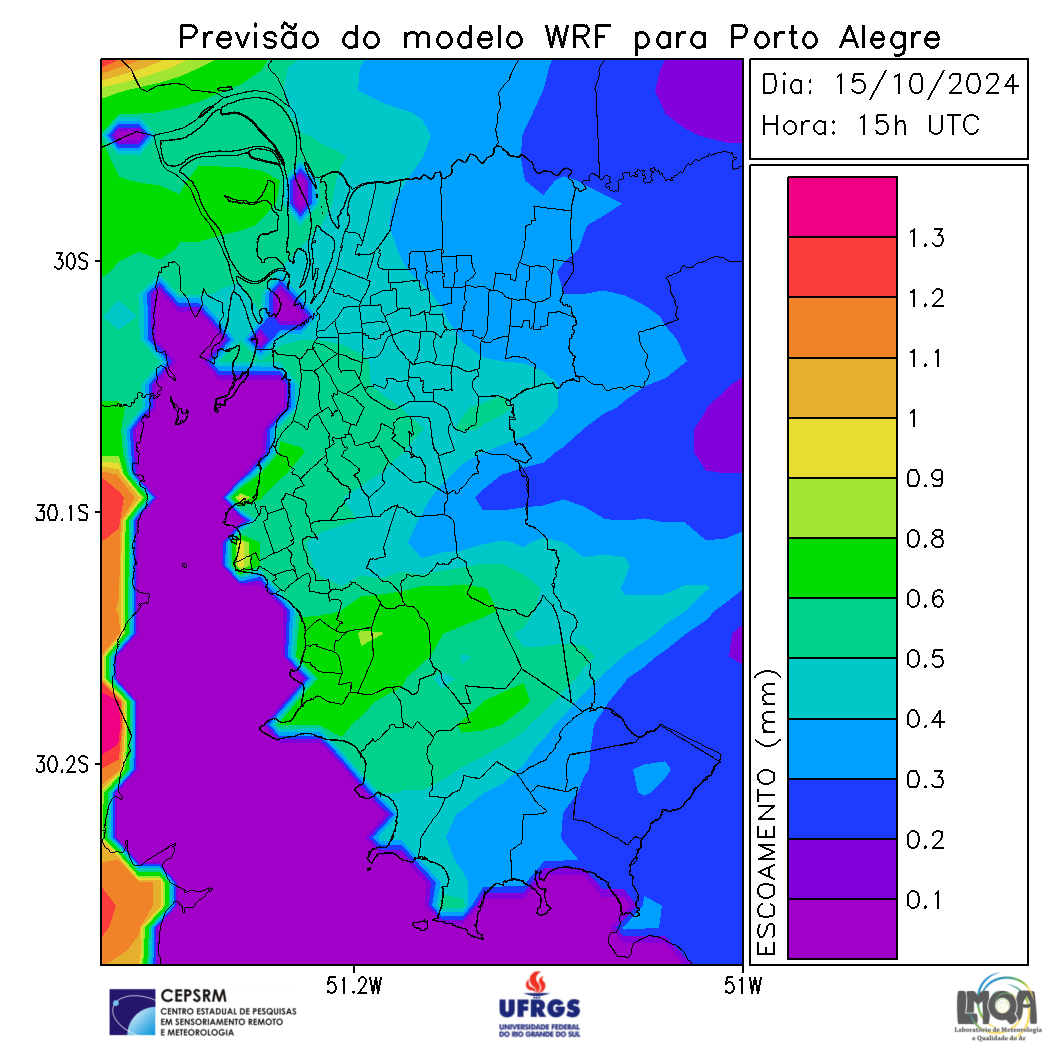 Previsão do modelo WRF para Porto Alegre
Dia: 15/10/2024
Hora: 15h UTC
30S
30.1S
30.2S
51.2W
51W
ESCOAMENTO (mm)
1.3
1.2
1.1
1
0.9
0.8
0.6
0.5
0.4
0.3
0.2
0.1
CEPSRM
CENTRO ESTADUAL DE PESQUISAS
EM SENSORIAMENTO REMOTO
E METEOROLOGIA
UFRGS
UNIVERSIDADE FEDERAL
DO RIO GRANDE DO SUL
LMQA
Laboratório de Meteorologia
e Qualidade do Ar